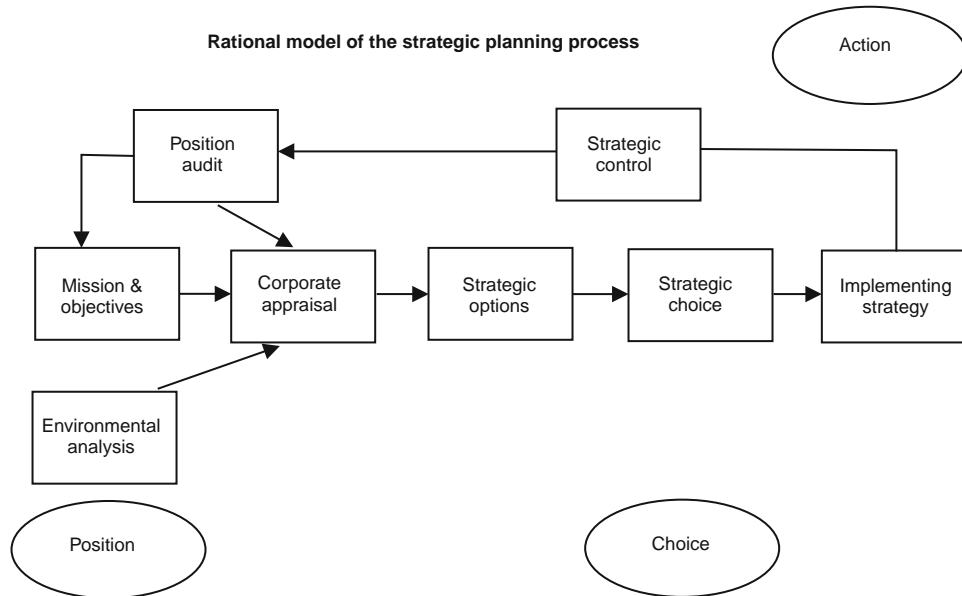 Rational model of the strategic planning process
Action
Position
audit
Strategic
control
Mission &
objectives
Corporate
appraisal
Strategic
options
Strategic
choice
Implementing
strategy
Environmental
analysis
Position
Choice